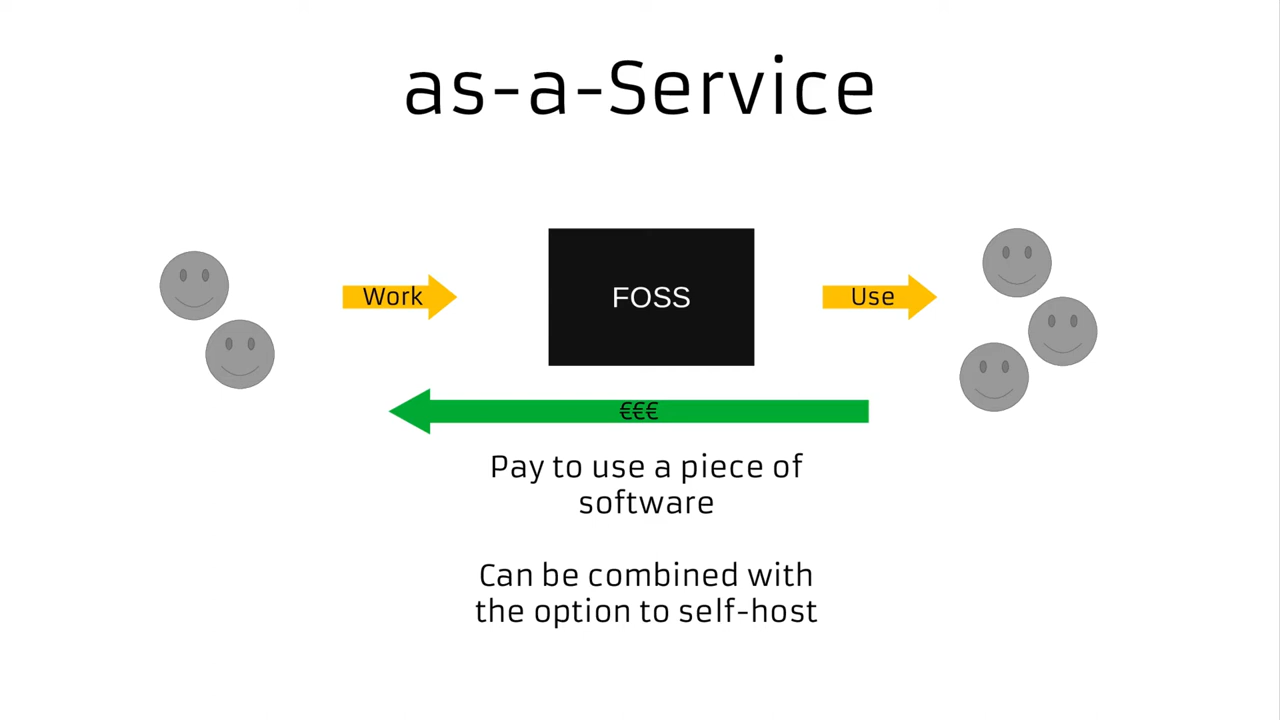 as-a-Service
Work
FOSS
Use
€€€
Pay to use a piece of
software
Can be combined with
the option to self-host